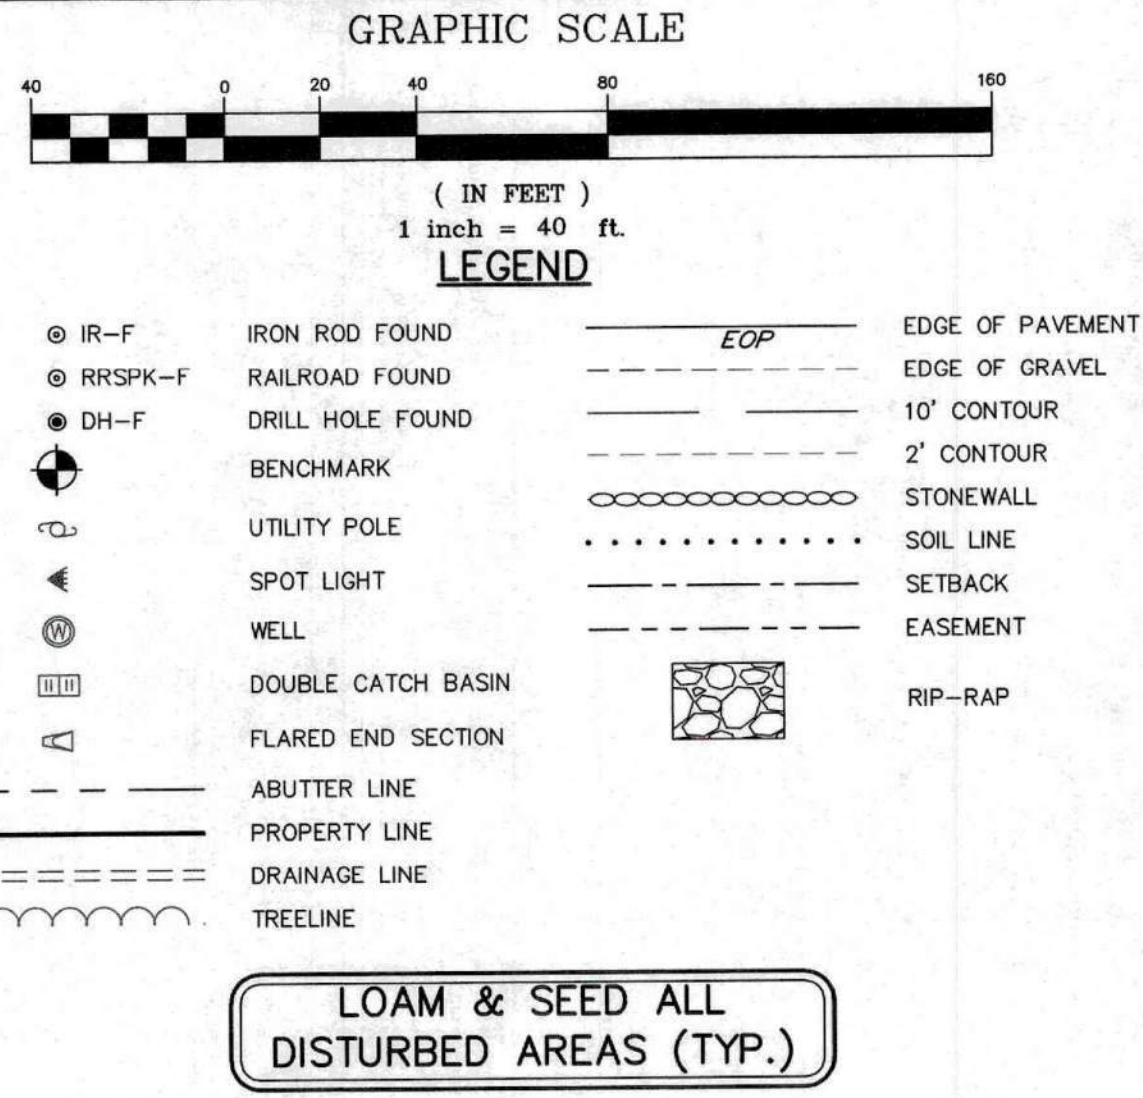 GRAPHIC SCALE
40 0 20 40 80 160
( IN FEET )
1 inch = 40 ft.
LEGEND
IR-F IRON ROD FOUND
RRSPK-F RAILROAD FOUND
DH-F DRILL HOLE FOUND
BENCHMARK
UTILITY POLE
SPOT LIGHT
W WELL
DOUBLE CATCH BASIN
FLARED END SECTION
ABUTTER LINE
PROPERTY LINE
DRAINAGE LINE
TREELINE
EOP EDGE OF PAVEMENT
EDGE OF GRAVEL
10' CONTOUR
2' CONTOUR
STONEWALL
SOIL LINE
SETBACK
EASEMENT
RIP-RAP
LOAM & SEED ALL
DISTURBED AREAS (TYP.)